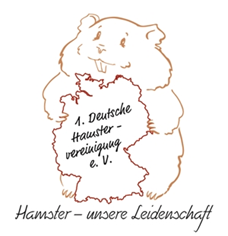 1. Deutsche
Hamster-
vereinigung
e. V.
Hamster – unsere Leidenschaft